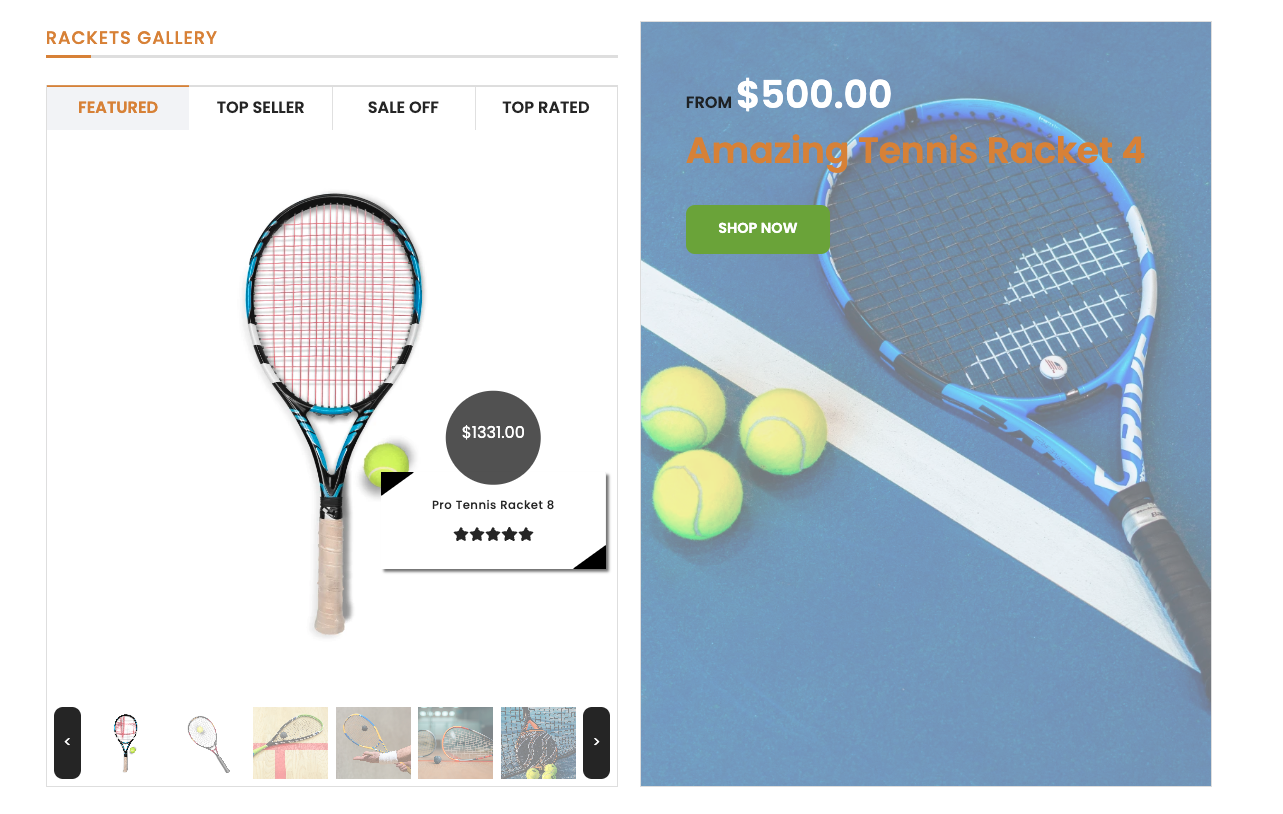 RACKETS GALLERY
FEATURED
TOP SELLER
SALE OFF
TOP RATED
$1331.00
Pro Tennis Racket 8
<
>
FROM $500.00
Amazing Tennis Racket 4
SHOP NOW